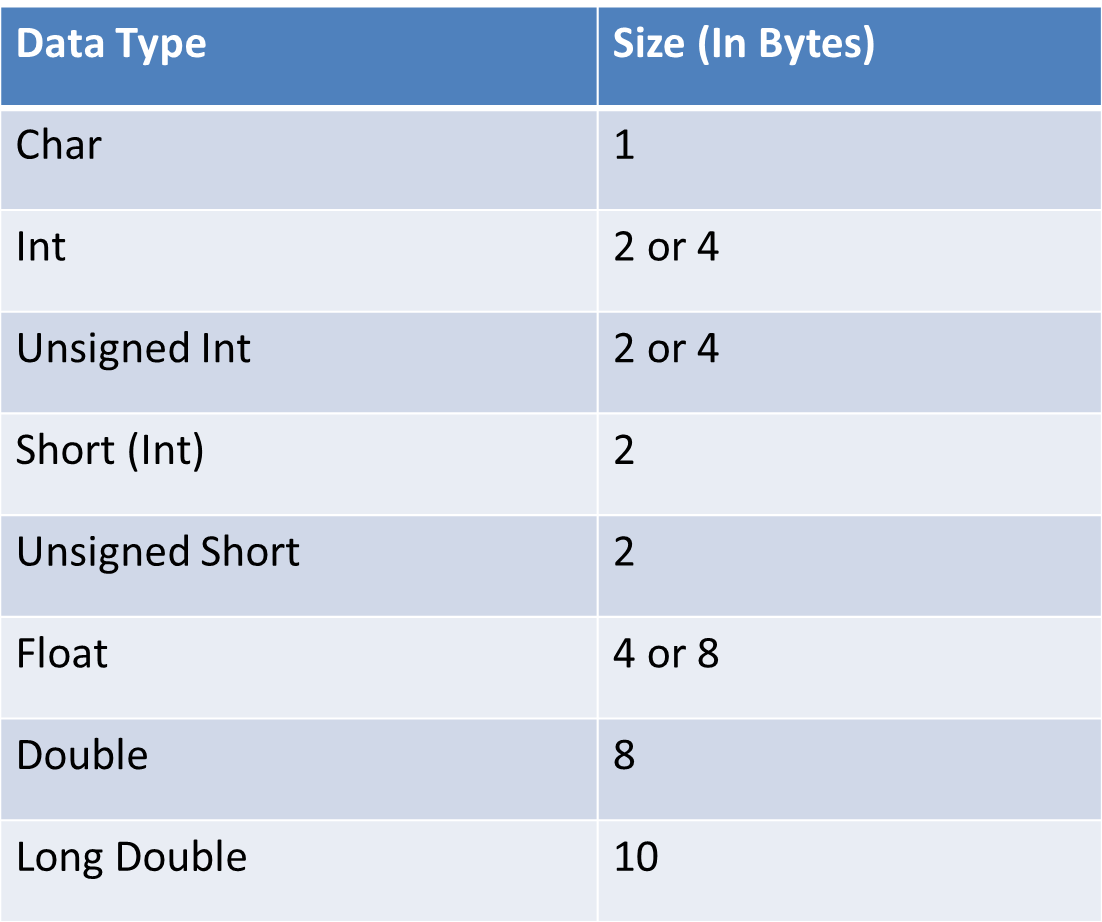 Data Type Size (In Bytes)
Char 1
Int 2 or 4
Unsigned Int 2 or 4
Short (Int) 2
Unsigned Short 2
Float 4 or 8
Double 8
Long Double 10